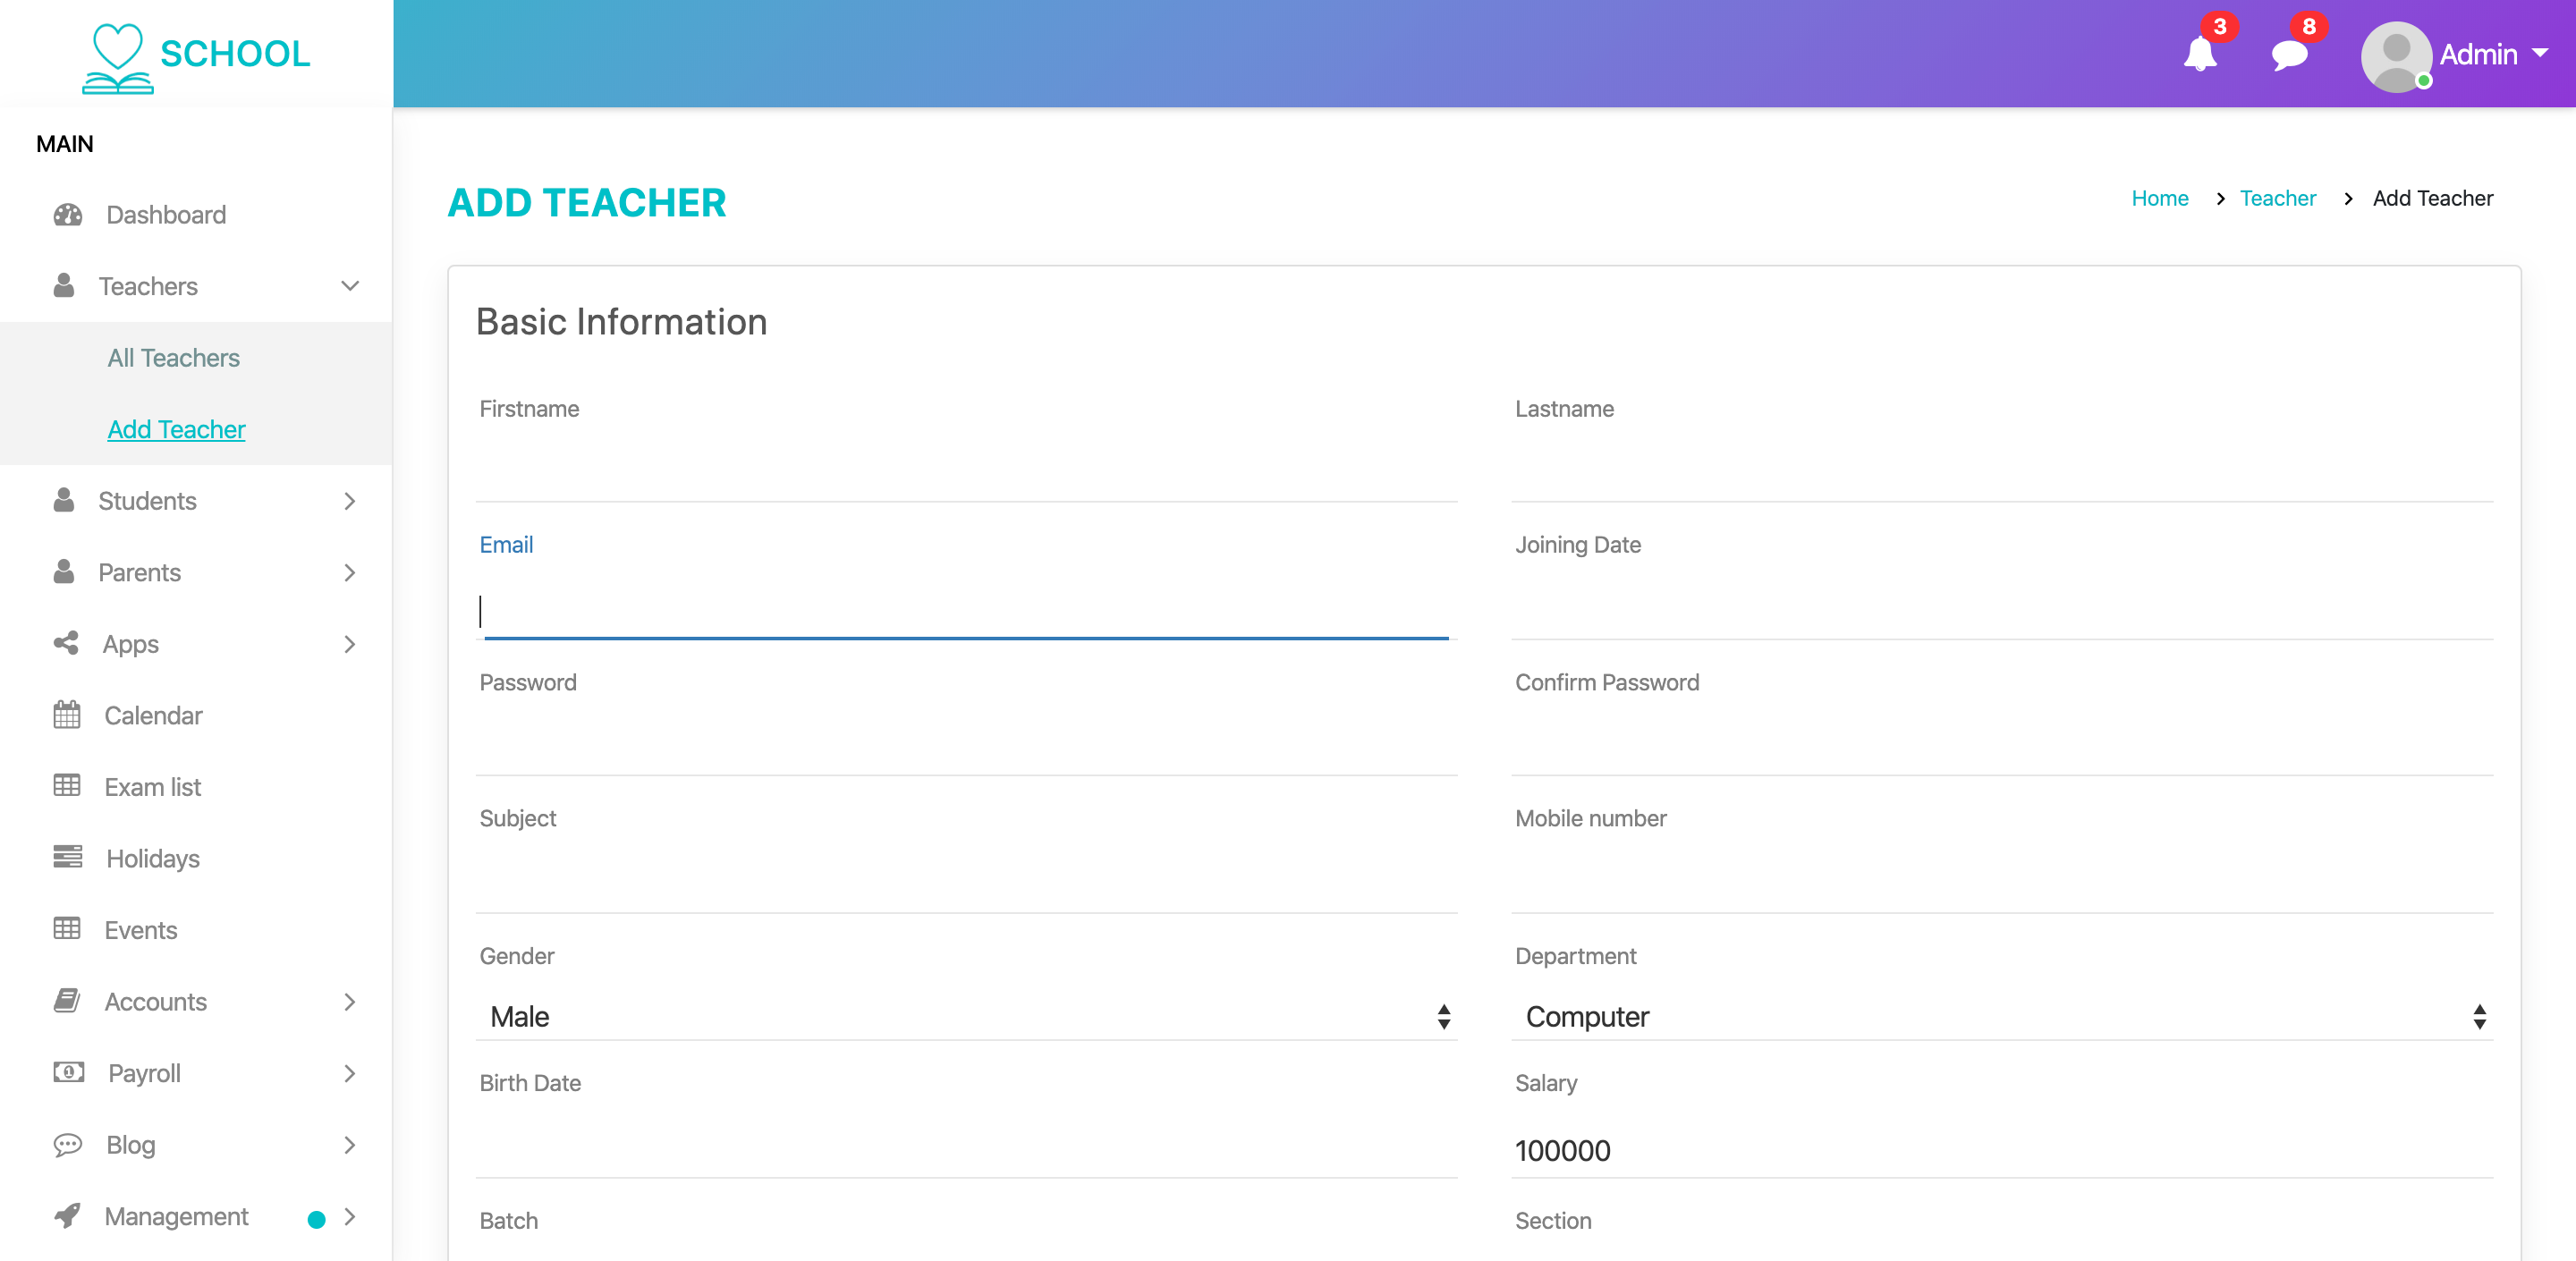 SCHOOL
3
8
Admin
MAIN
Dashboard
Teachers
All Teachers
Add Teacher
Students
Parents
Apps
Calendar
Exam list
Holidays
Events
Accounts
Payroll
Blog
Management
ADD TEACHER
Home > Teacher > Add Teacher
Basic Information
Firstname
Lastname
Email
Joining Date
Password
Confirm Password
Subject
Mobile number
Gender
Department
Male
Computer
Birth Date
Salary
100000
Batch
Section